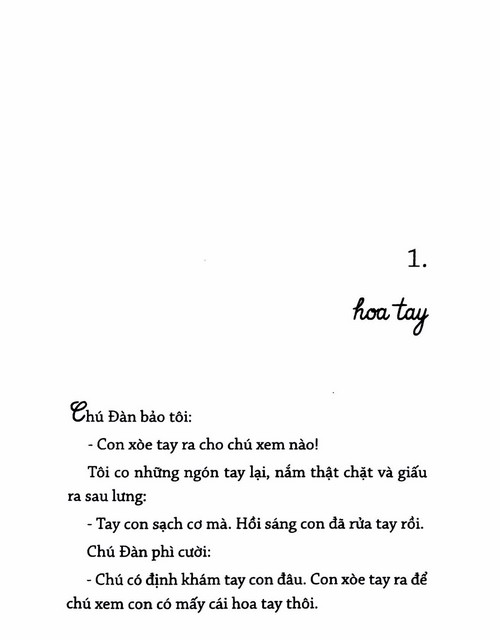 1.
hoa tay
Chú Đàn bảo tôi:
- Con xòe tay ra cho chú xem nào!
Tôi co những ngón tay lại, nắm thật chặt và giấu
ra sau lưng:
- Tay con sạch cơ mà. Hồi sáng con đã rửa tay rồi.
Chú Đàn phì cười:
- Chú có định khám tay con đâu. Con xòe tay ra để
chú xem con có mấy cái hoa tay thôi.